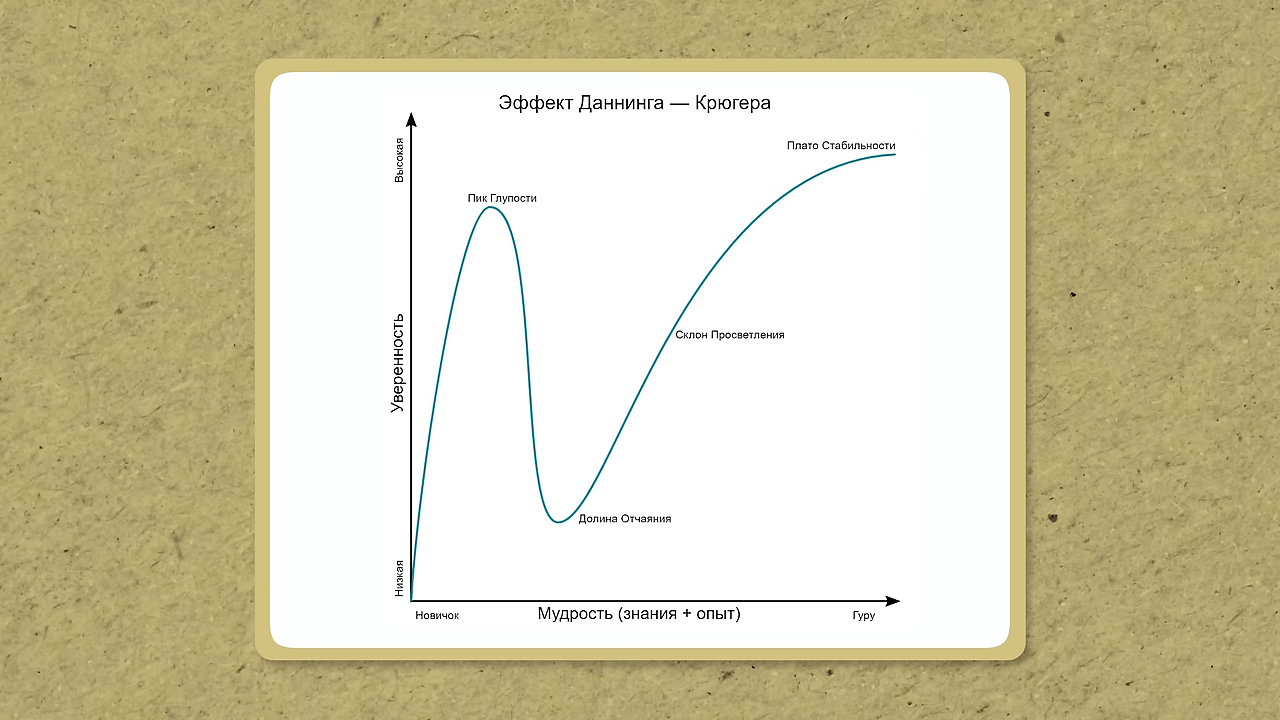 Эффект Даннинга — Крюгера
Высокая
Плато Стабильности
Пик Глупости
Уверенность
Склон Просветления
Долина Отчаяния
Низкая
Новичок
Мудрость (знания + опыт)
Гуру